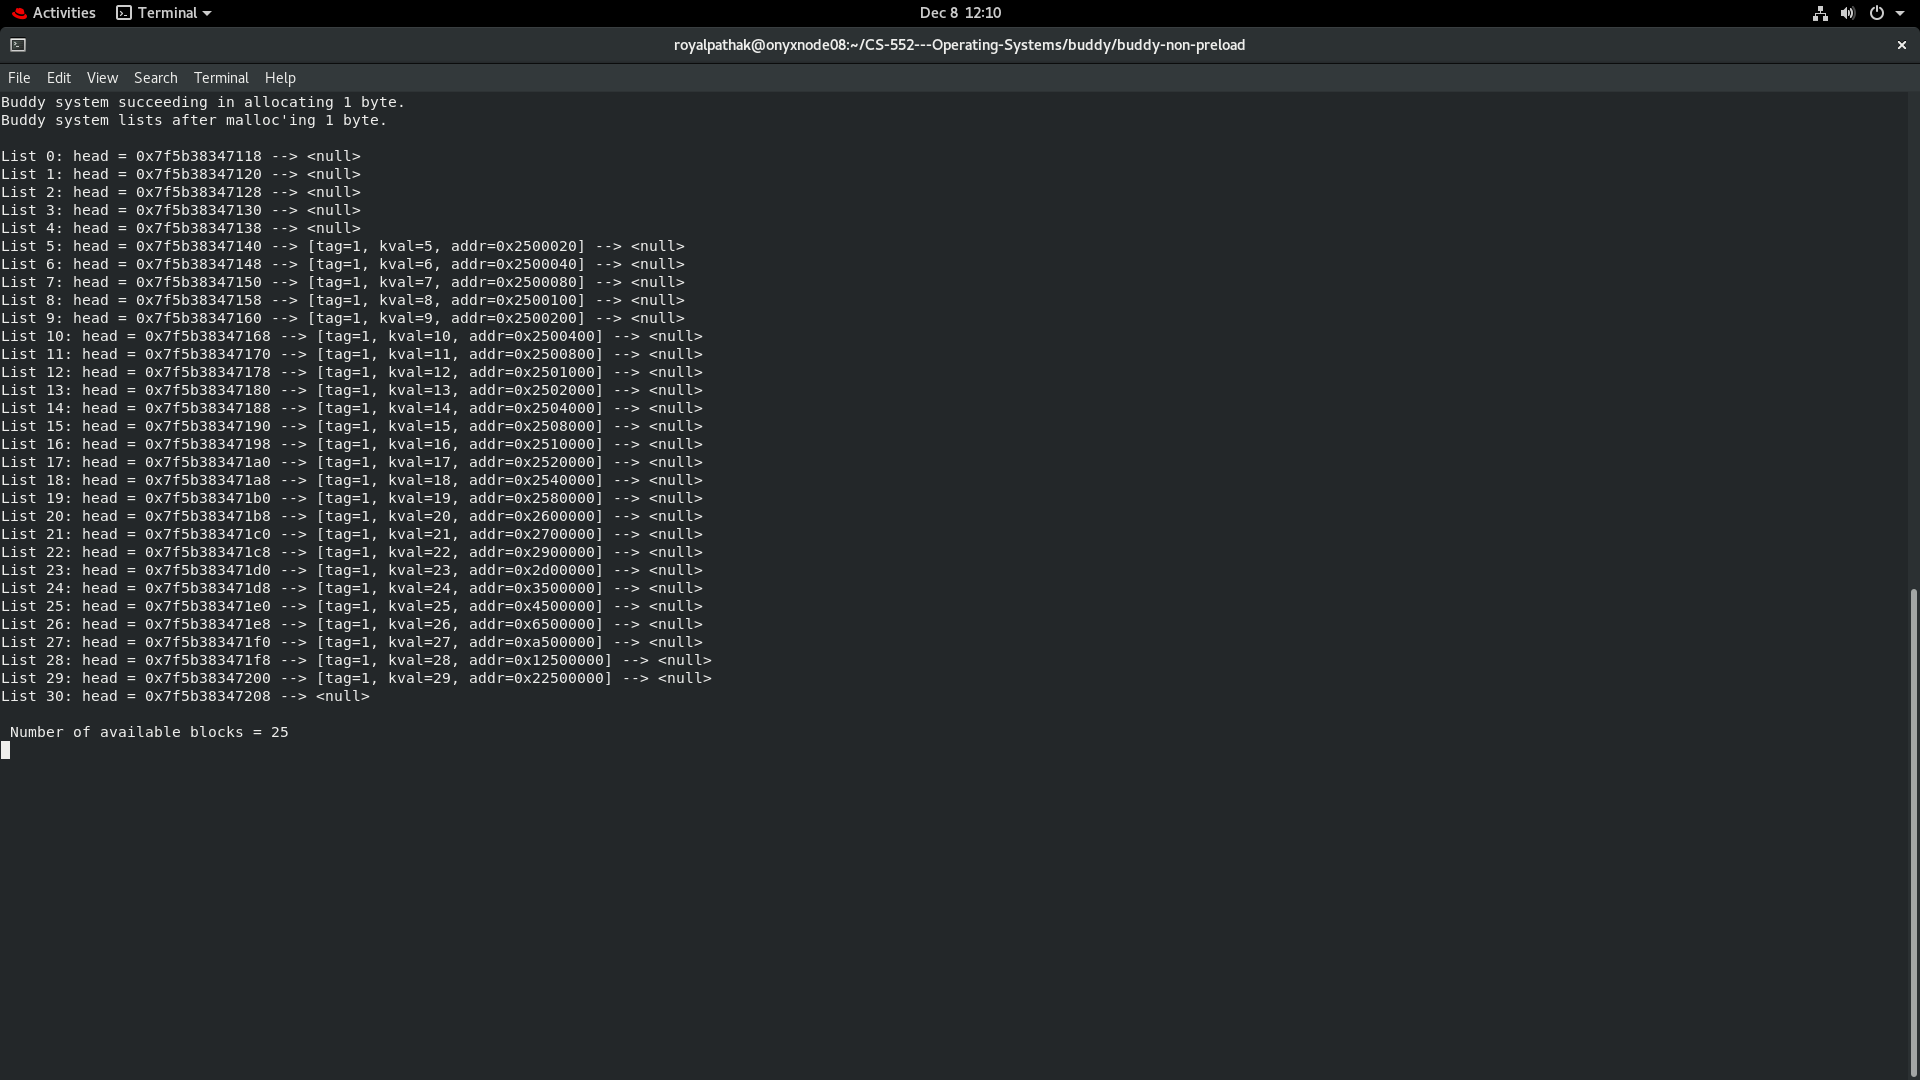 Activities Terminal Dec 8 12:10
royalpathak@onyxnode08:~/CS-552---Operating-Systems/buddy/buddy-non-preload
File Edit View Search Terminal Help
Buddy system succeeding in allocating 1 byte.
Buddy system lists after malloc'ing 1 byte.
List 0: head = 0x7f5b38347118 --> <null>
List 1: head = 0x7f5b38347120 --> <null>
List 2: head = 0x7f5b38347128 --> <null>
List 3: head = 0x7f5b38347130 --> <null>
List 4: head = 0x7f5b38347138 --> <null>
List 5: head = 0x7f5b38347140 --> [tag=1, kval=5, addr=0x2500020] --> <null>
List 6: head = 0x7f5b38347148 --> [tag=1, kval=6, addr=0x2500040] --> <null>
List 7: head = 0x7f5b38347150 --> [tag=1, kval=7, addr=0x2500080] --> <null>
List 8: head = 0x7f5b38347158 --> [tag=1, kval=8, addr=0x2500100] --> <null>
List 9: head = 0x7f5b38347160 --> [tag=1, kval=9, addr=0x2500200] --> <null>
List 10: head = 0x7f5b38347168 --> [tag=1, kval=10, addr=0x2500400] --> <null>
List 11: head = 0x7f5b38347170 --> [tag=1, kval=11, addr=0x2500800] --> <null>
List 12: head = 0x7f5b38347178 --> [tag=1, kval=12, addr=0x2501000] --> <null>
List 13: head = 0x7f5b38347180 --> [tag=1, kval=13, addr=0x2502000] --> <null>
List 14: head = 0x7f5b38347188 --> [tag=1, kval=14, addr=0x2504000] --> <null>
List 15: head = 0x7f5b38347190 --> [tag=1, kval=15, addr=0x2508000] --> <null>
List 16: head = 0x7f5b38347198 --> [tag=1, kval=16, addr=0x2510000] --> <null>
List 17: head = 0x7f5b383471a0 --> [tag=1, kval=17, addr=0x2520000] --> <null>
List 18: head = 0x7f5b383471a8 --> [tag=1, kval=18, addr=0x2540000] --> <null>
List 19: head = 0x7f5b383471b0 --> [tag=1, kval=19, addr=0x2580000] --> <null>
List 20: head = 0x7f5b383471b8 --> [tag=1, kval=20, addr=0x2600000] --> <null>
List 21: head = 0x7f5b383471c0 --> [tag=1, kval=21, addr=0x2700000] --> <null>
List 22: head = 0x7f5b383471c8 --> [tag=1, kval=22, addr=0x2900000] --> <null>
List 23: head = 0x7f5b383471d0 --> [tag=1, kval=23, addr=0x2d00000] --> <null>
List 24: head = 0x7f5b383471d8 --> [tag=1, kval=24, addr=0x3500000] --> <null>
List 25: head = 0x7f5b383471e0 --> [tag=1, kval=25, addr=0x4500000] --> <null>
List 26: head = 0x7f5b383471e8 --> [tag=1, kval=26, addr=0x6500000] --> <null>
List 27: head = 0x7f5b383471f0 --> [tag=1, kval=27, addr=0xa500000] --> <null>
List 28: head = 0x7f5b383471f8 --> [tag=1, kval=28, addr=0x12500000] --> <null>
List 29: head = 0x7f5b38347200 --> [tag=1, kval=29, addr=0x22500000] --> <null>
List 30: head = 0x7f5b38347208 --> <null>
Number of available blocks = 25